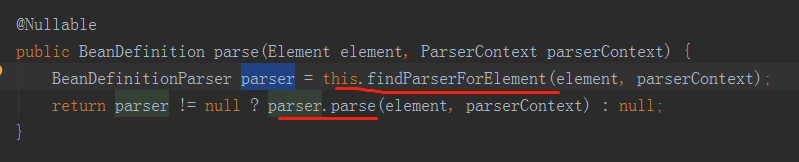 @Nullable
public BeanDefinition parse(Element element, ParserContext parserContext) {
BeanDefinitionParser parser = this.findParserForElement(element, parserContext);
return parser != null ? parser.parse(element, parserContext) : null;
}